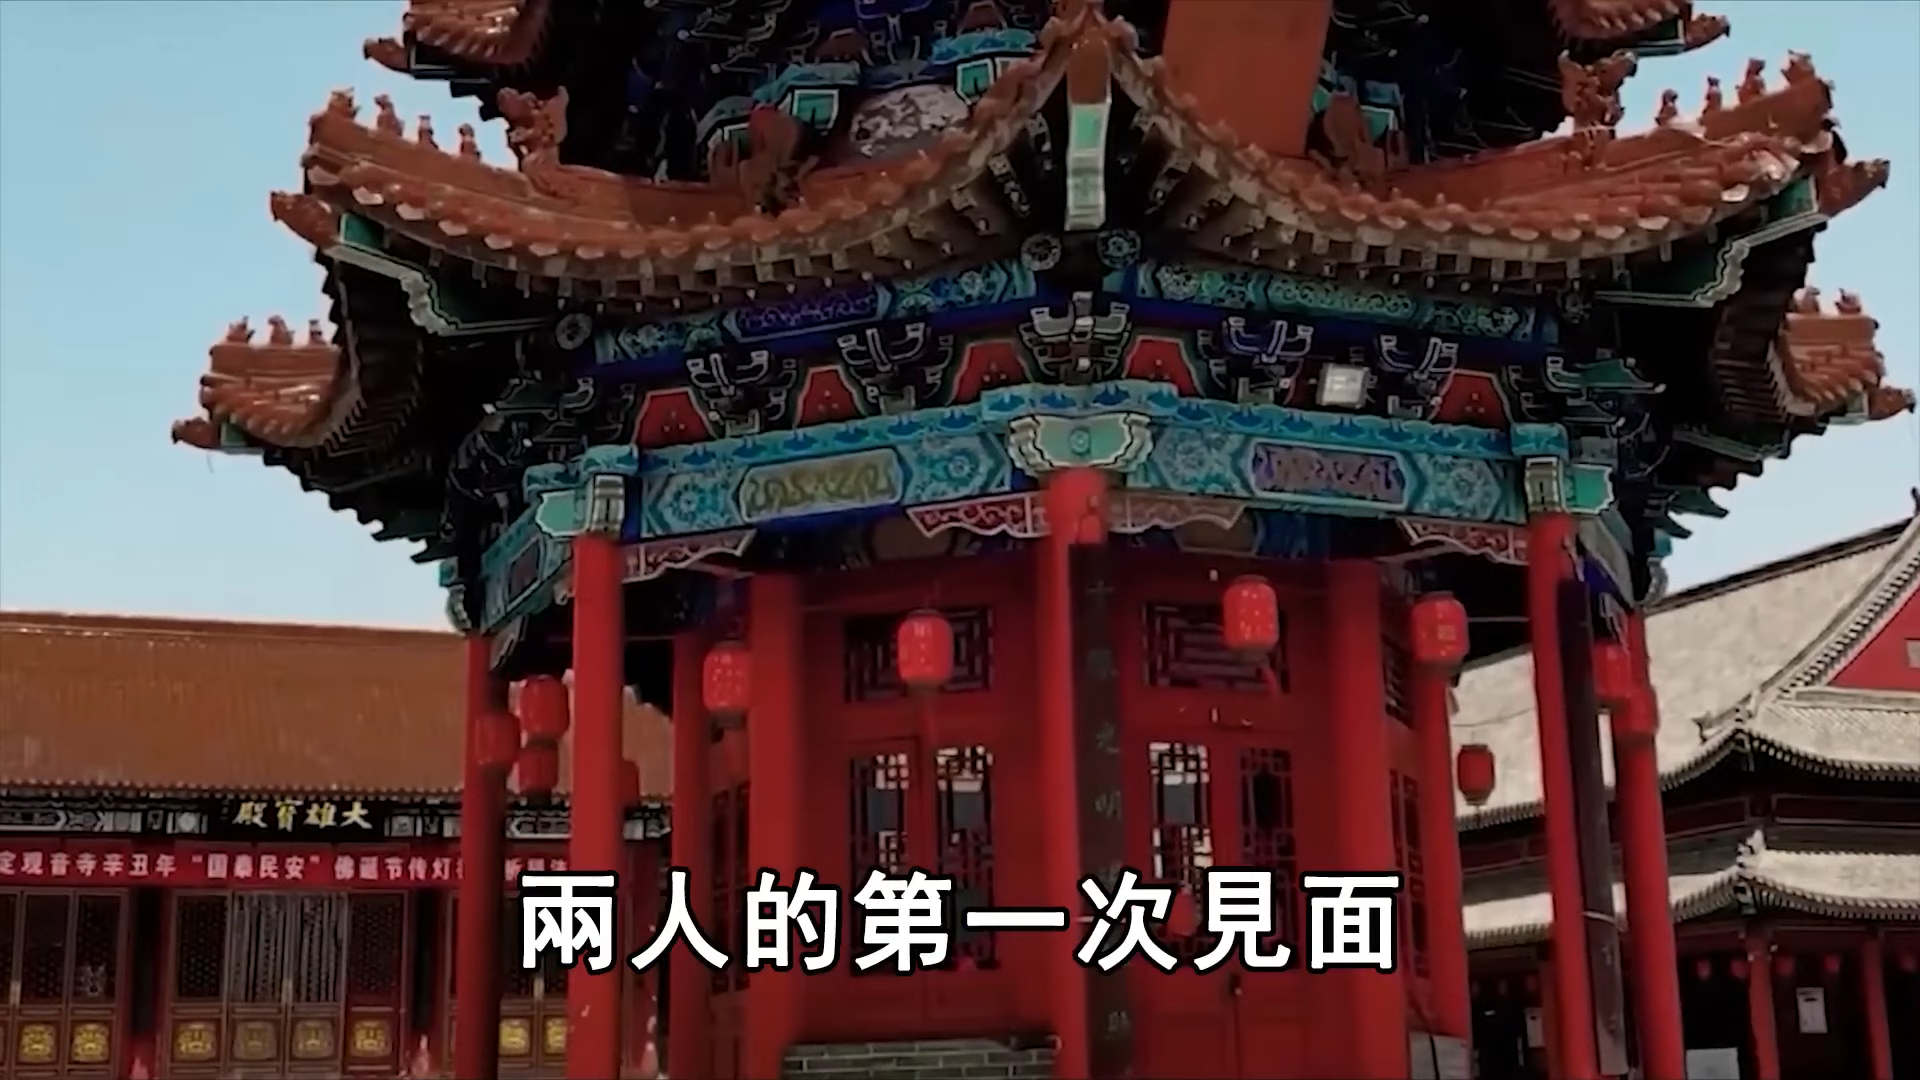 大雄寳殿
定观音寺辛丑年“国泰民安”佛诞节传灯
兩人的第一次見面